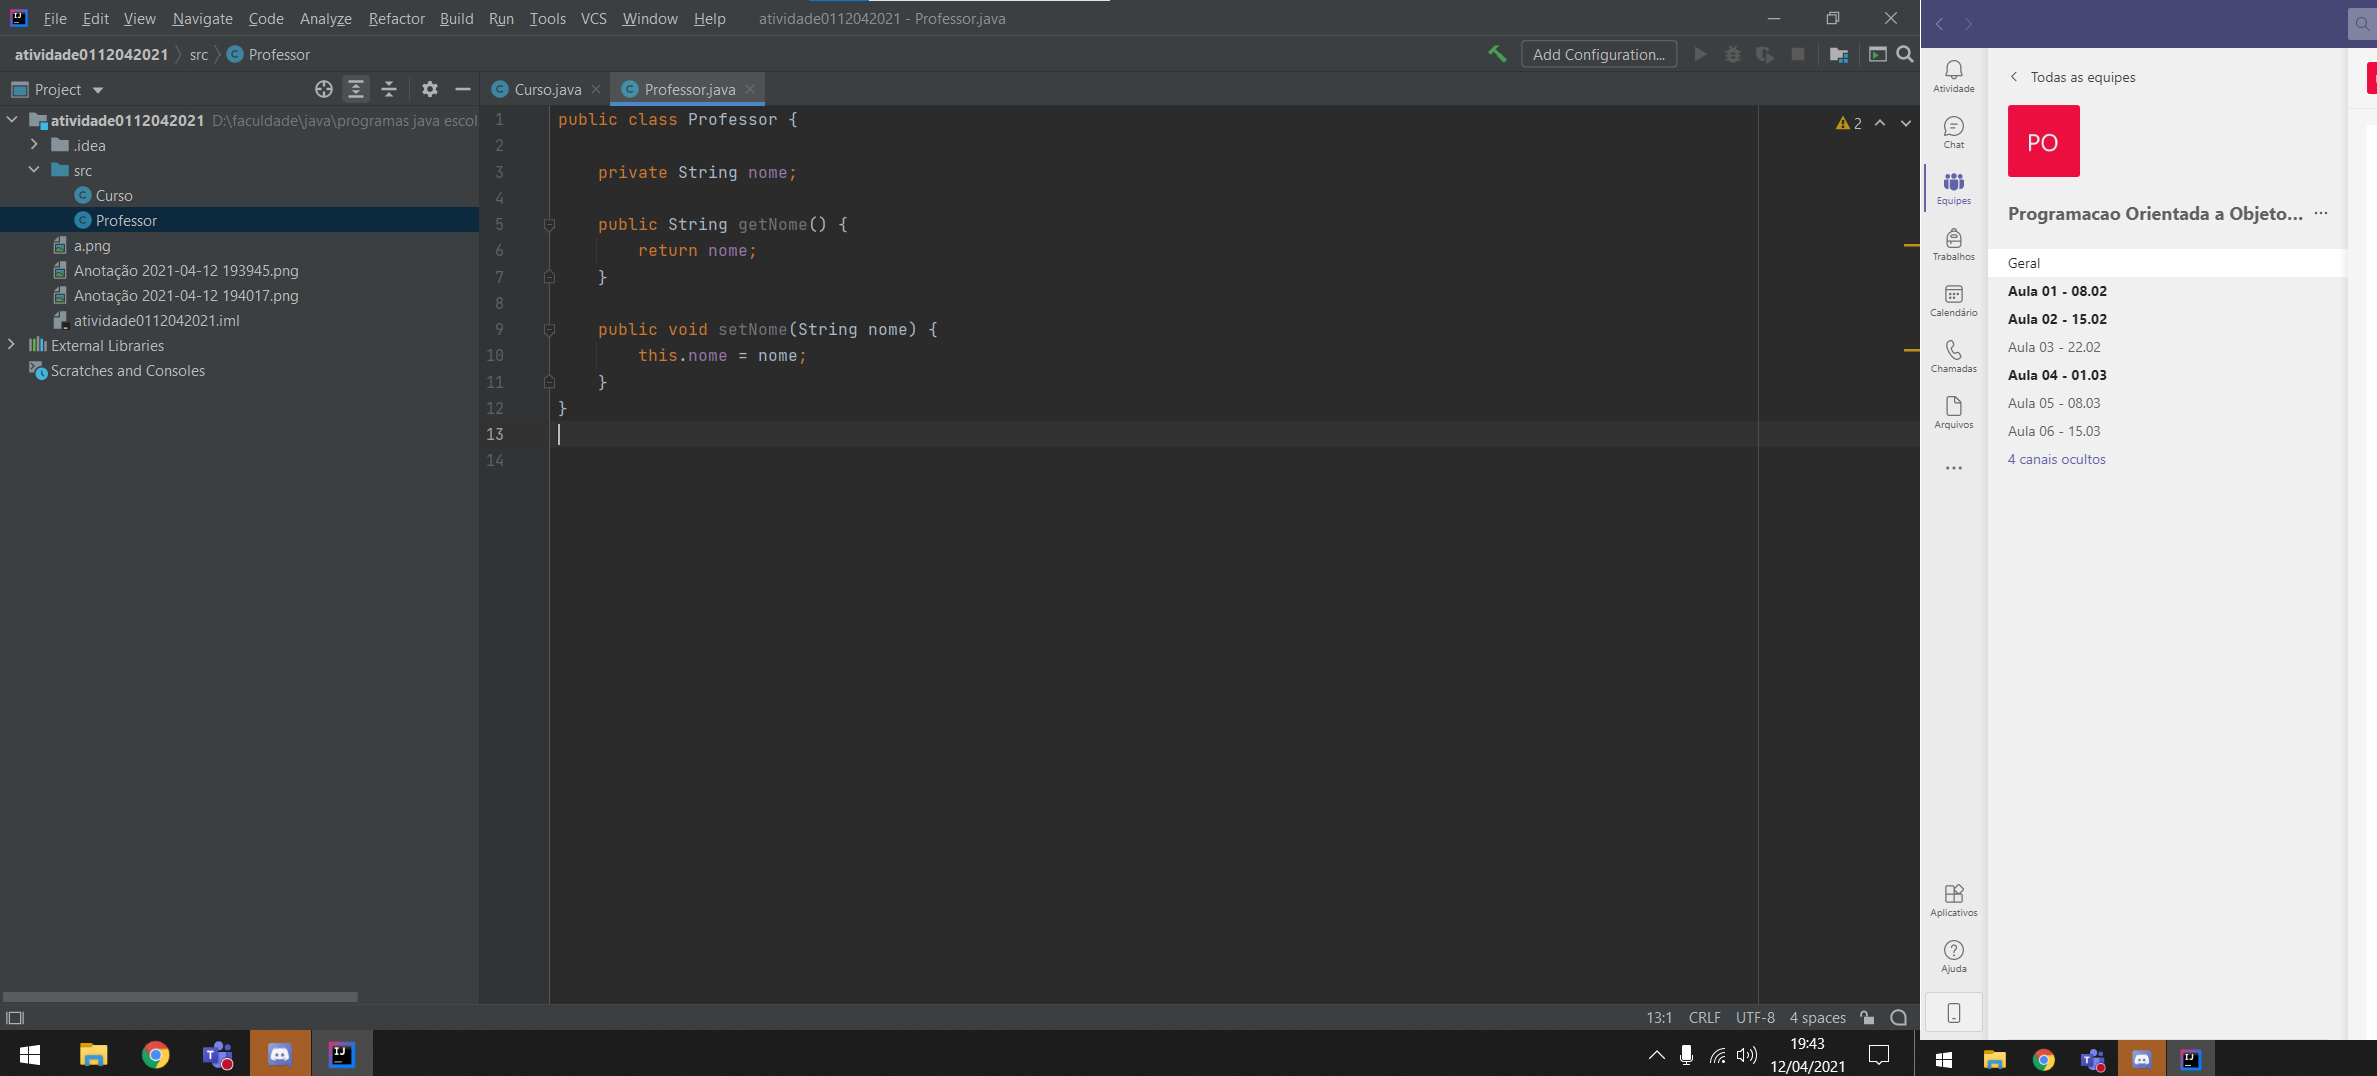 File Edit View Navigate Code Analyze Refactor Build Run Tools VCS Window Help atividade0112042021 - Professor.java
atividade0112042021 src Professor
Add Configuration...
Project
atividade0112042021 D:\faculdade\java\programas java escol
.idea
src
Curso
Professor
a.png
Anotação 2021-04-12 193945.png
Anotação 2021-04-12 194017.png
atividade0112042021.iml
External Libraries
Scratches and Consoles
Curso.java Professor.java
2
1 public class Professor {
2
3 private String nome;
4
5 public String getNome() {
6 return nome;
7 }
8
9 public void setNome(String nome) {
10 this.nome = nome;
11 }
12 }
13
14
13:1 CRLF UTF-8 4 spaces
19:43
12/04/2021
Atividade
Chat
Equipes
Trabalhos
Calendário
Chamadas
Arquivos
Aplicativos
Ajuda
Todas as equipes
PO
Programacao Orientada a Objeto...
Geral
Aula 01 - 08.02
Aula 02 - 15.02
Aula 03 - 22.02
Aula 04 - 01.03
Aula 05 - 08.03
Aula 06 - 15.03
4 canais ocultos